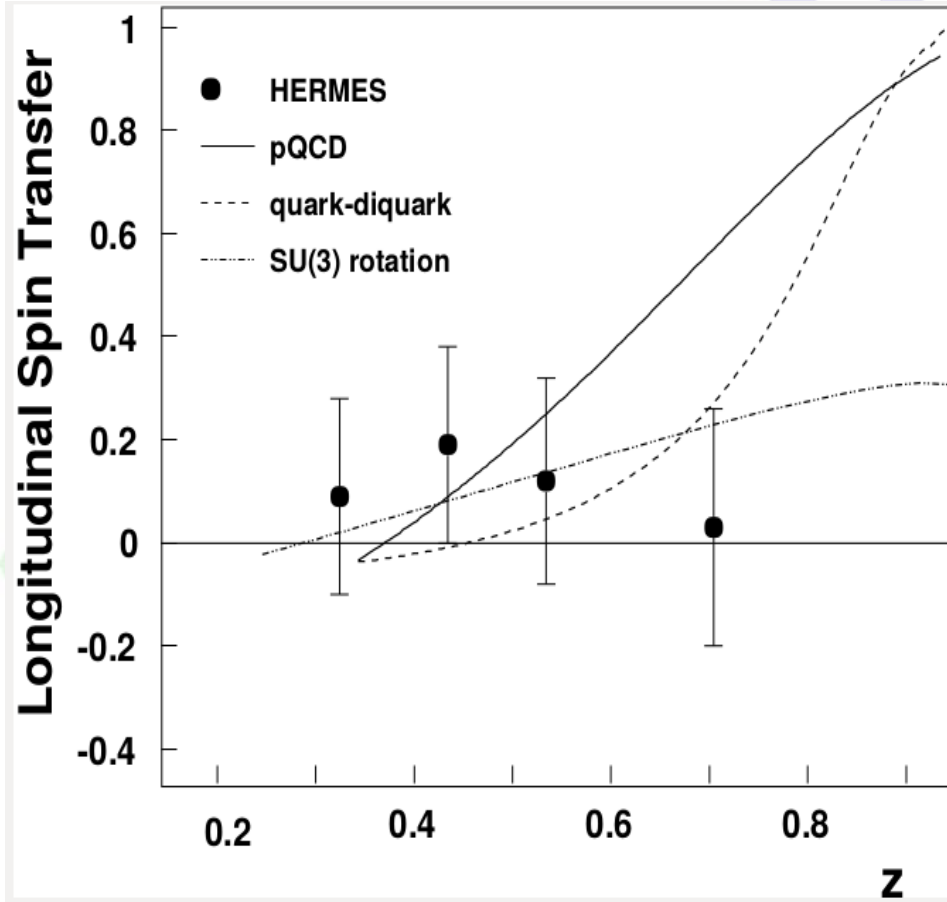 Longitudinal Spin Transfer
1
0.8
0.6
0.4
0.2
0
-0.2
-0.4
HERMES
pQCD
quark-diquark
SU(3) rotation
0.2 0.4 0.6 0.8
z